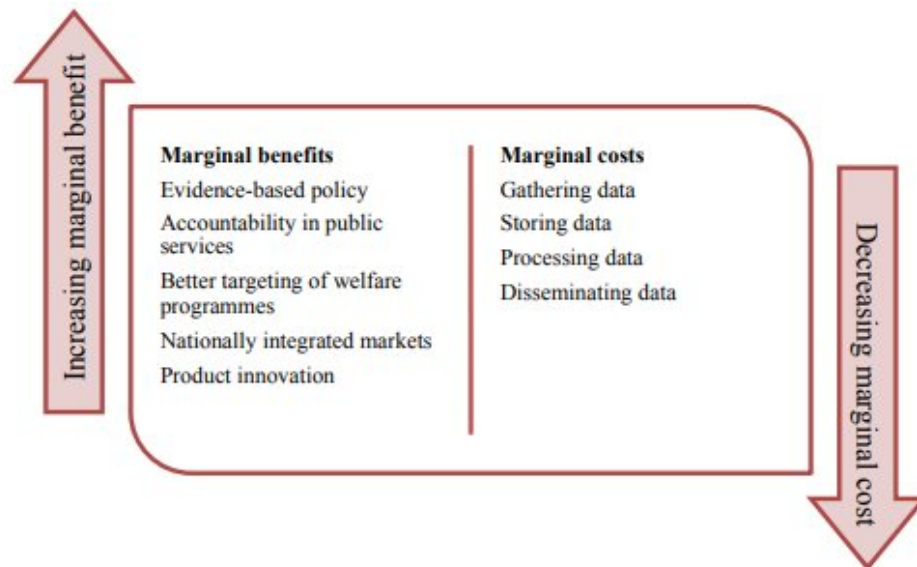 Increasing marginal benefit
Marginal benefits
Evidence-based policy
Accountability in public
services
Better targeting of welfare
programmes
Nationally integrated markets
Product innovation
Marginal costs
Gathering data
Storing data
Processing data
Disseminating data
Decreasing marginal cost